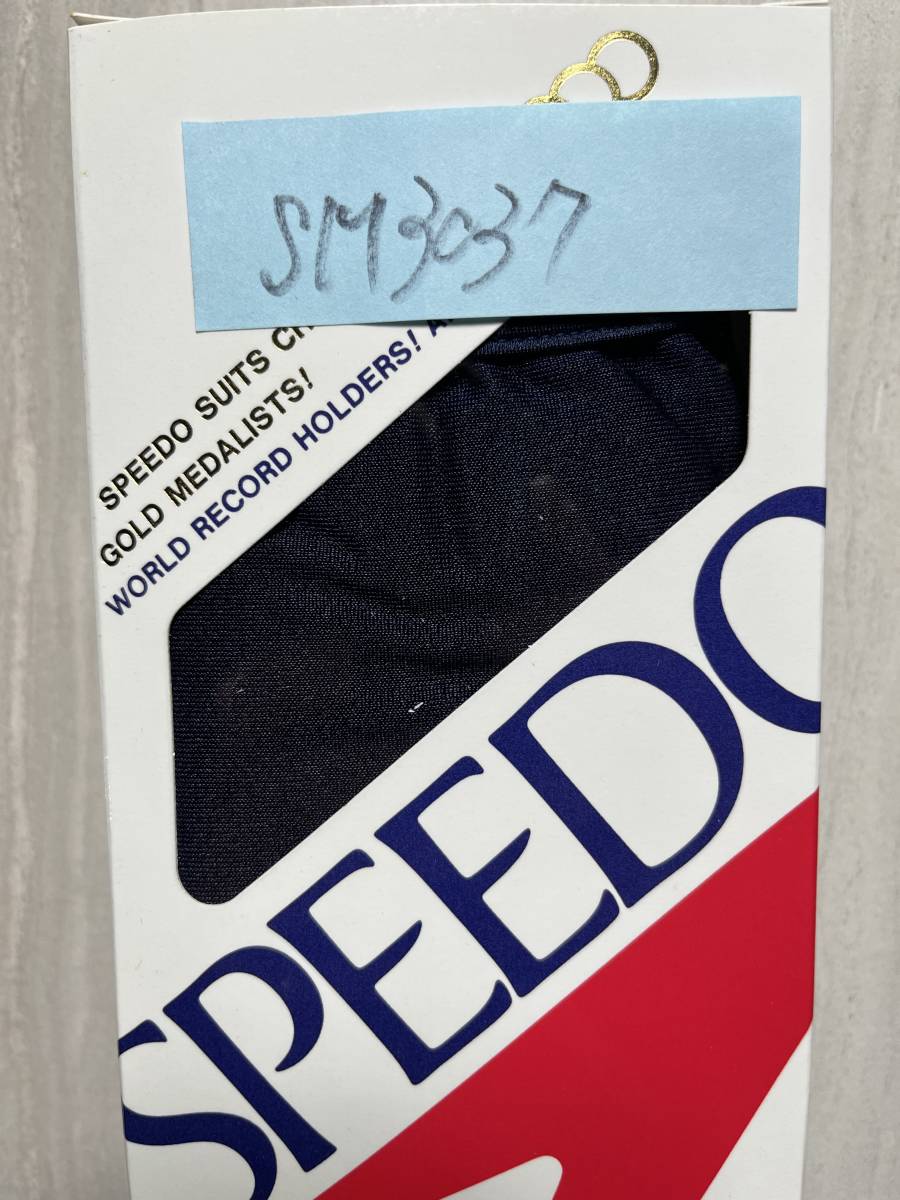 SM3037
SPEEDO SUITS
GOLD MEDALISTS!
WORLD RECORD HOLDERS!
SPEEDO